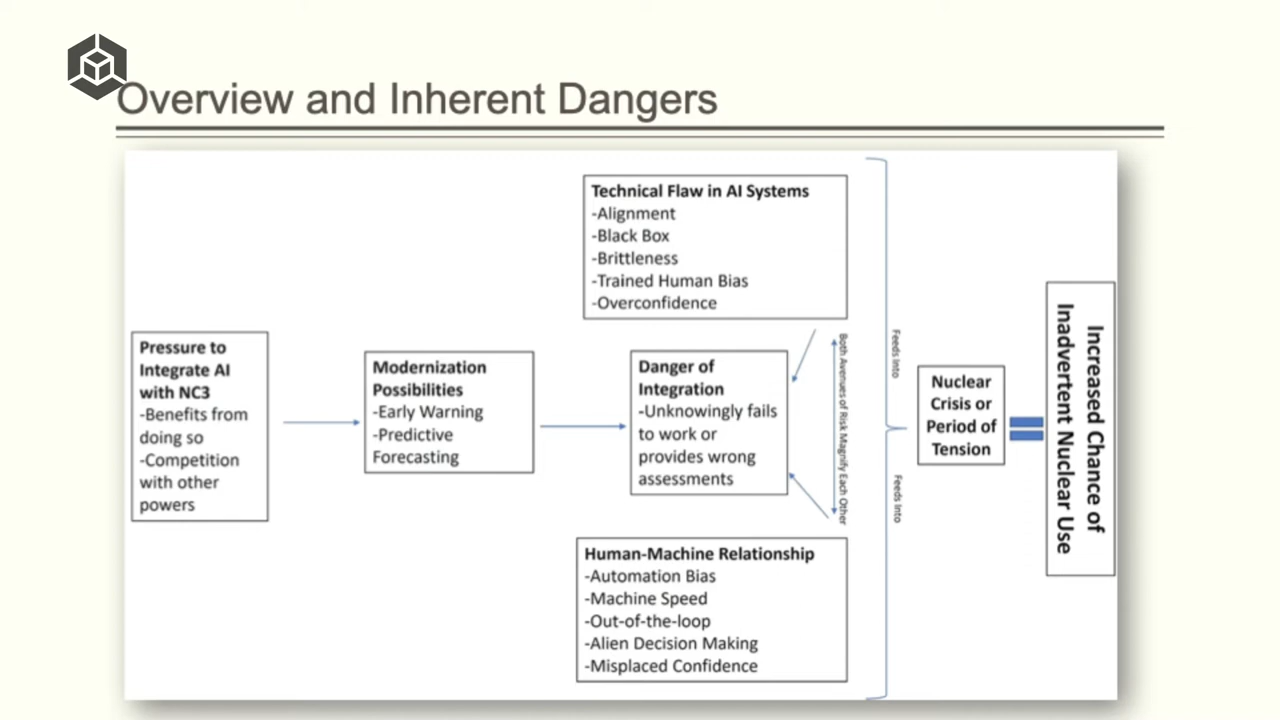 Overview and Inherent Dangers
Pressure to
Integrate AI
with NC3
-Benefits from
doing so
-Competition
with other
powers
Modernization
Possibilities
-Early Warning
-Predictive
Forecasting
Technical Flaw in AI Systems
-Alignment
-Black Box
-Brittleness
-Trained Human Bias
-Overconfidence
Danger of
Integration
-Unknowingly fails
to work or
provides wrong
assessments
Human-Machine Relationship
-Automation Bias
-Machine Speed
-Out-of-the-loop
-Alien Decision Making
-Misplaced Confidence
Both Avenues of Risk Magnify Each Other
Feeds Into
Feeds Into
Nuclear
Crisis or
Period of
Tension
Increased Chance of
Inadvertent Nuclear Use